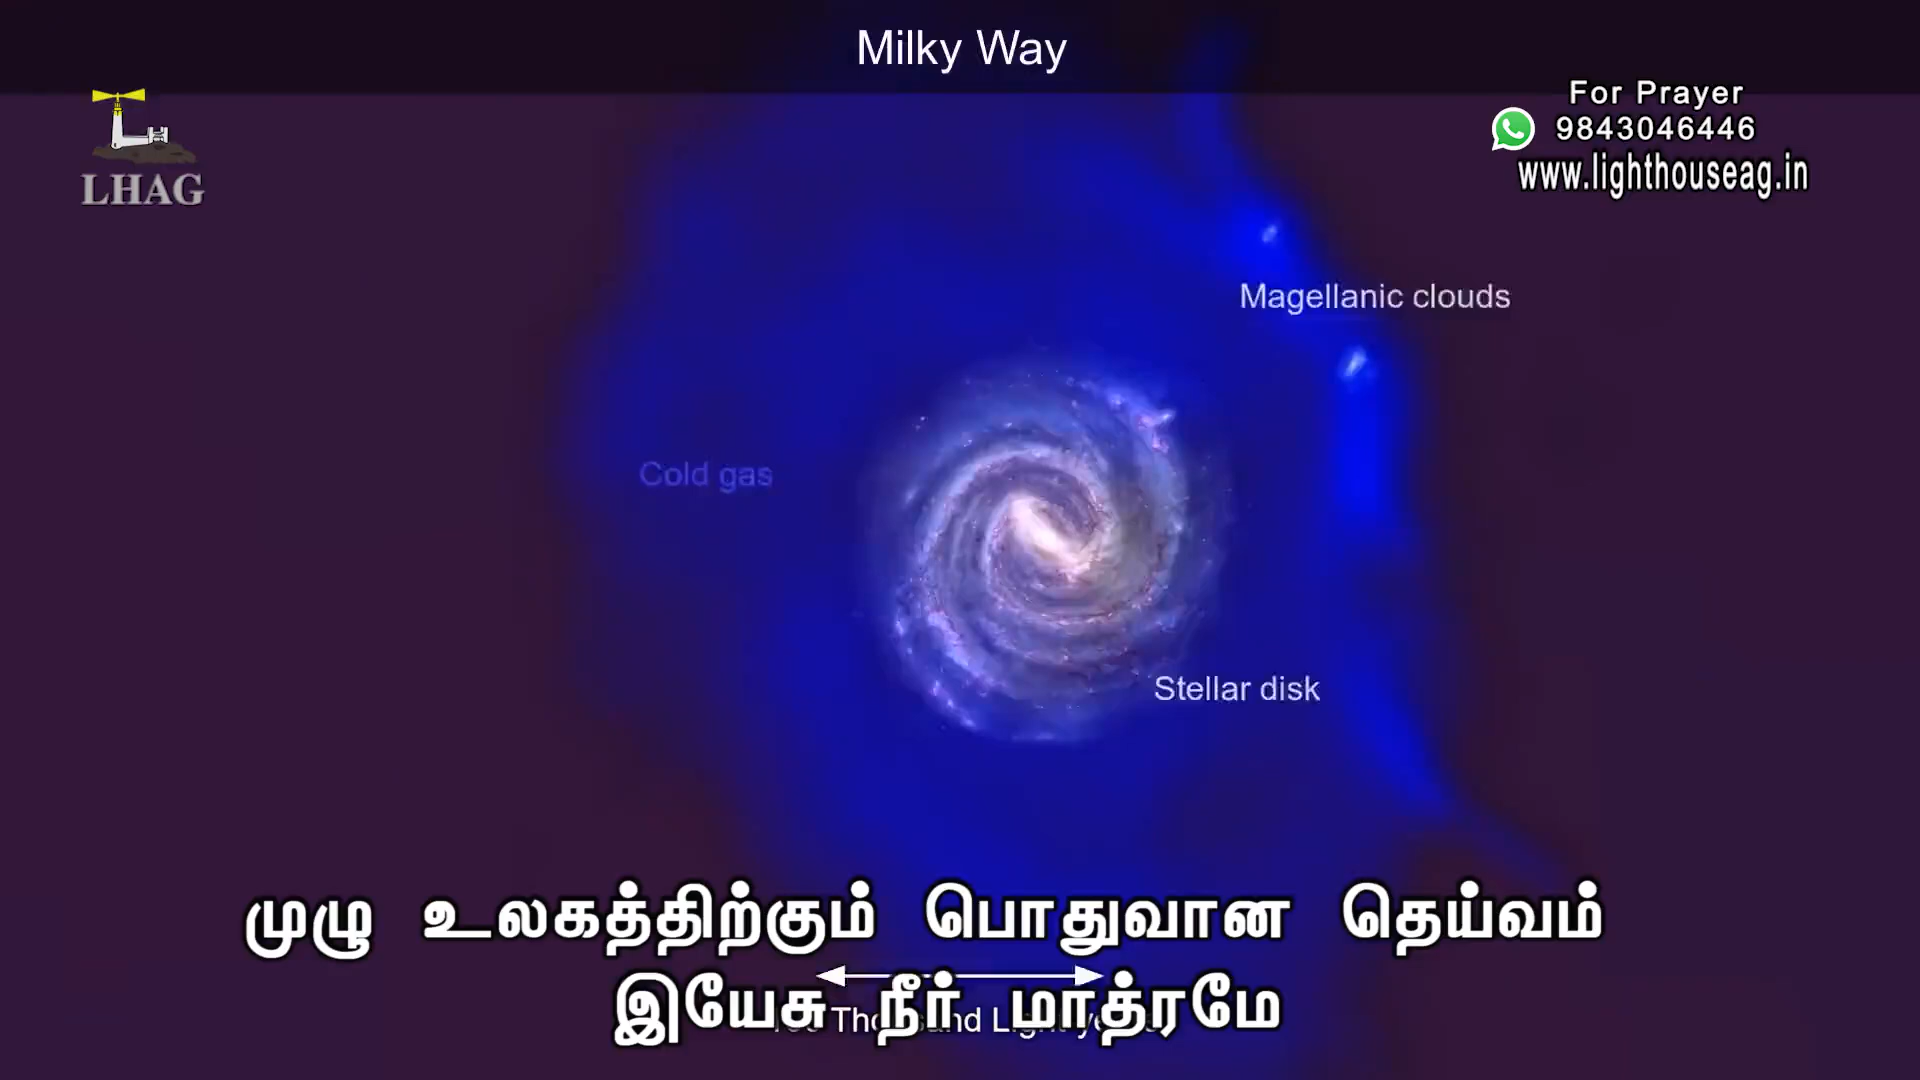 Milky Way
For Prayer
9843046446
www.lighthouseag.in
LHAG
Magellanic clouds
Cold gas
Stellar disk
முழு உலகத்திற்கும் பொதுவான தெய்வம்
இயேசு நீர் மாத்ரமே
Light